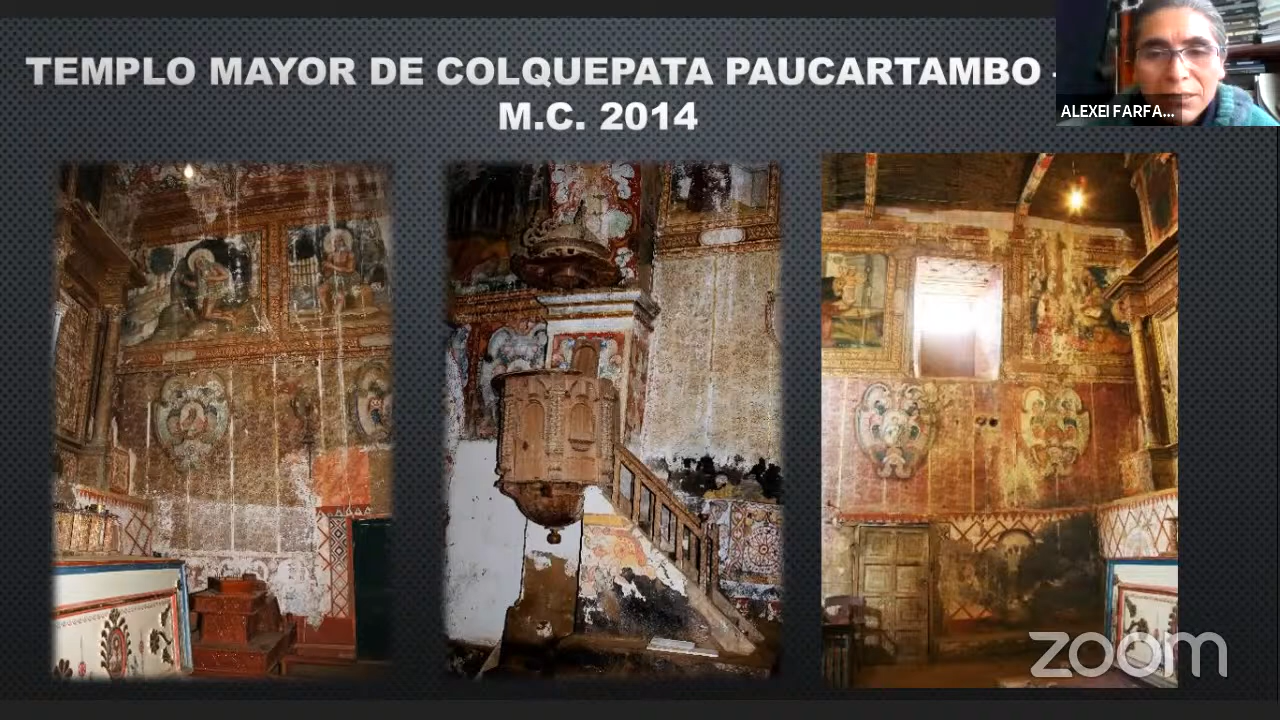 TEMPLO MAYOR DE COLQUEPATA PAUCARTAMBO -
M.C. 2014
ALEXEI FARFA...
zoom